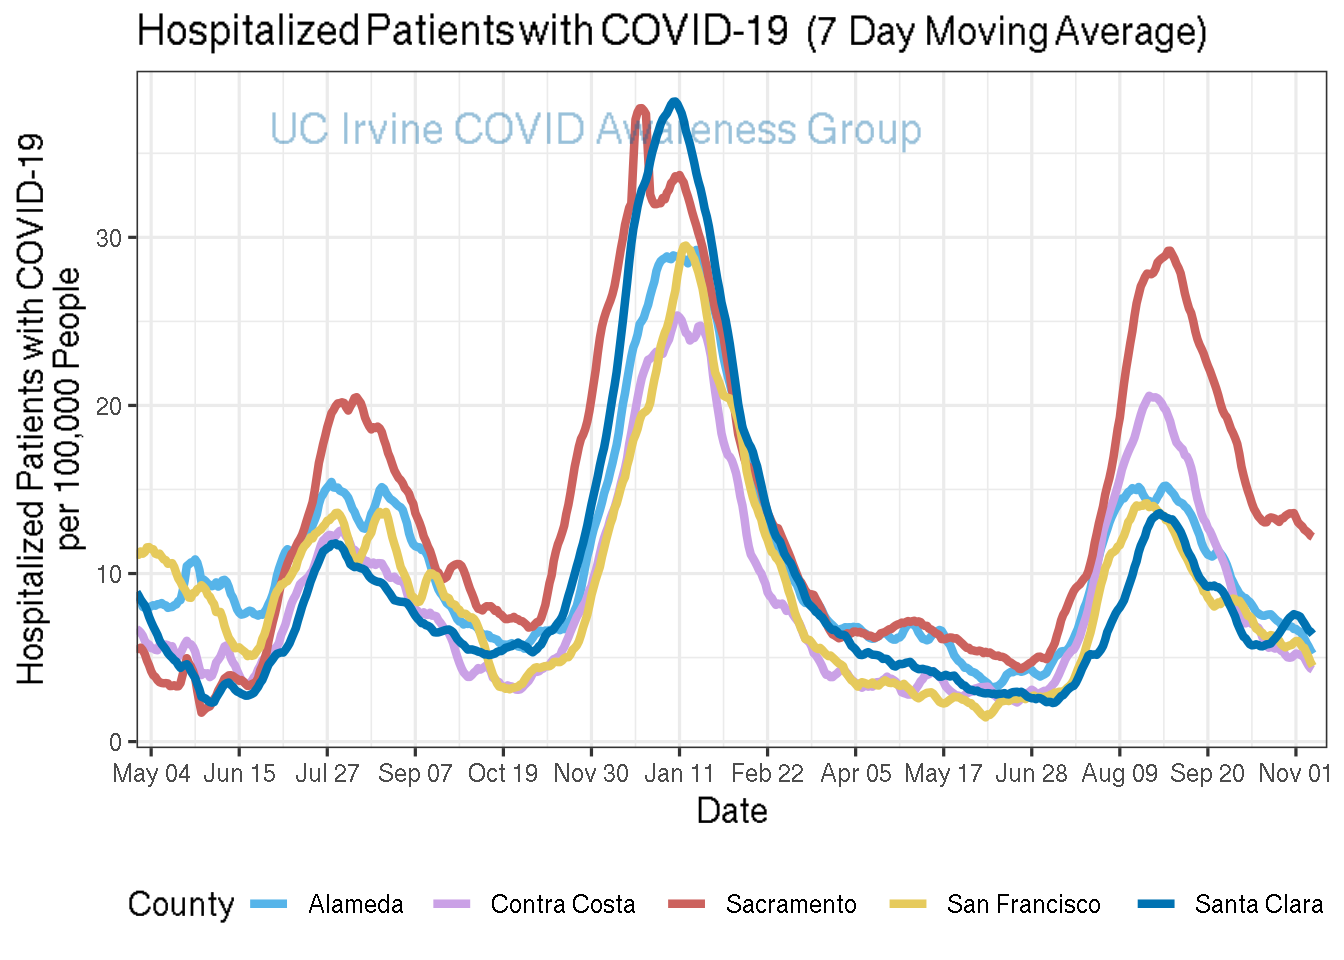 Hospitalized Patients with COVID-19 (7 Day Moving Average)
UC Irvine COVID Awareness Group
Hospitalized Patients with COVID-19
per 100,000 People
30
20
10
0
May 04 Jun 15 Jul 27 Sep 07 Oct 19 Nov 30 Jan 11 Feb 22 Apr 05 May 17 Jun 28 Aug 09 Sep 20 Nov 01
Date
County Alameda Contra Costa Sacramento San Francisco Santa Clara